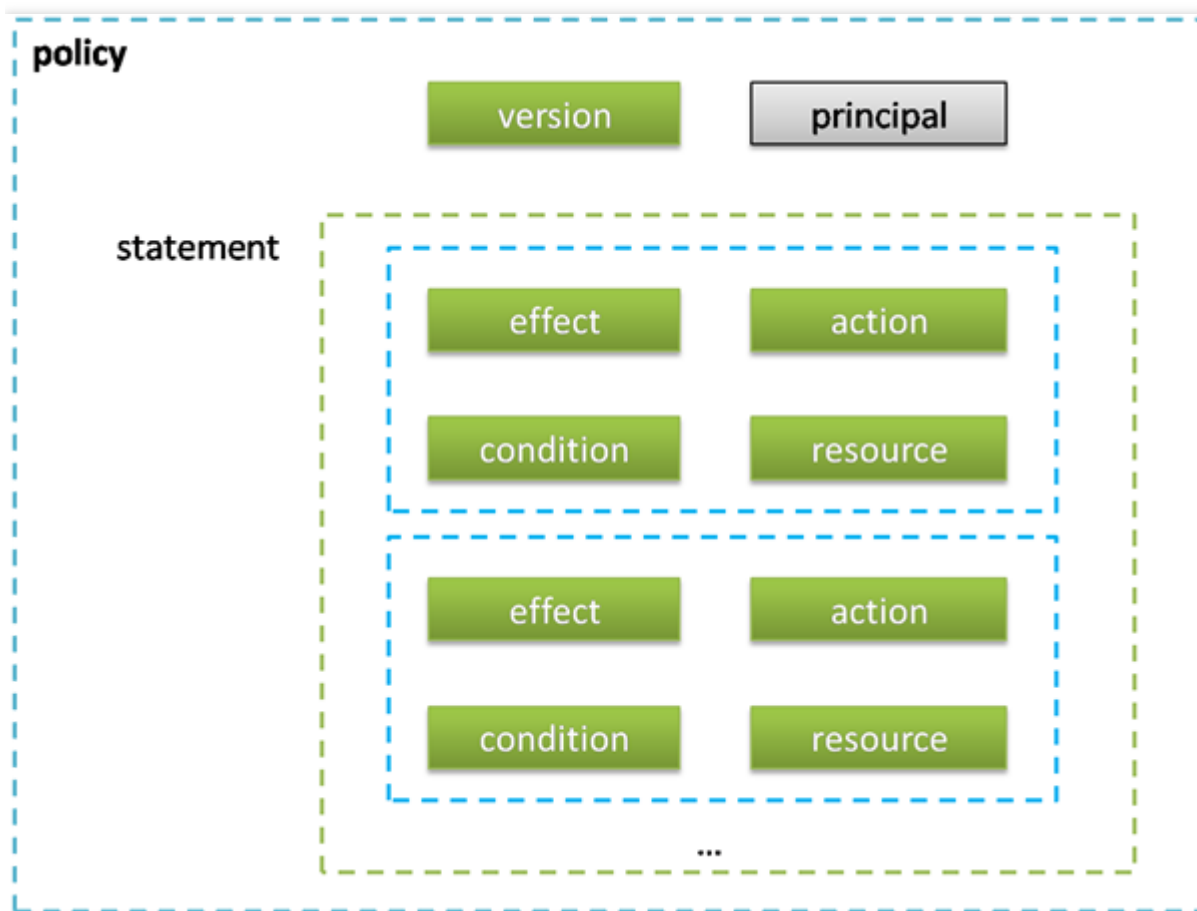 policy
version principal
statement
effect action
condition resource
effect action
condition resource
...